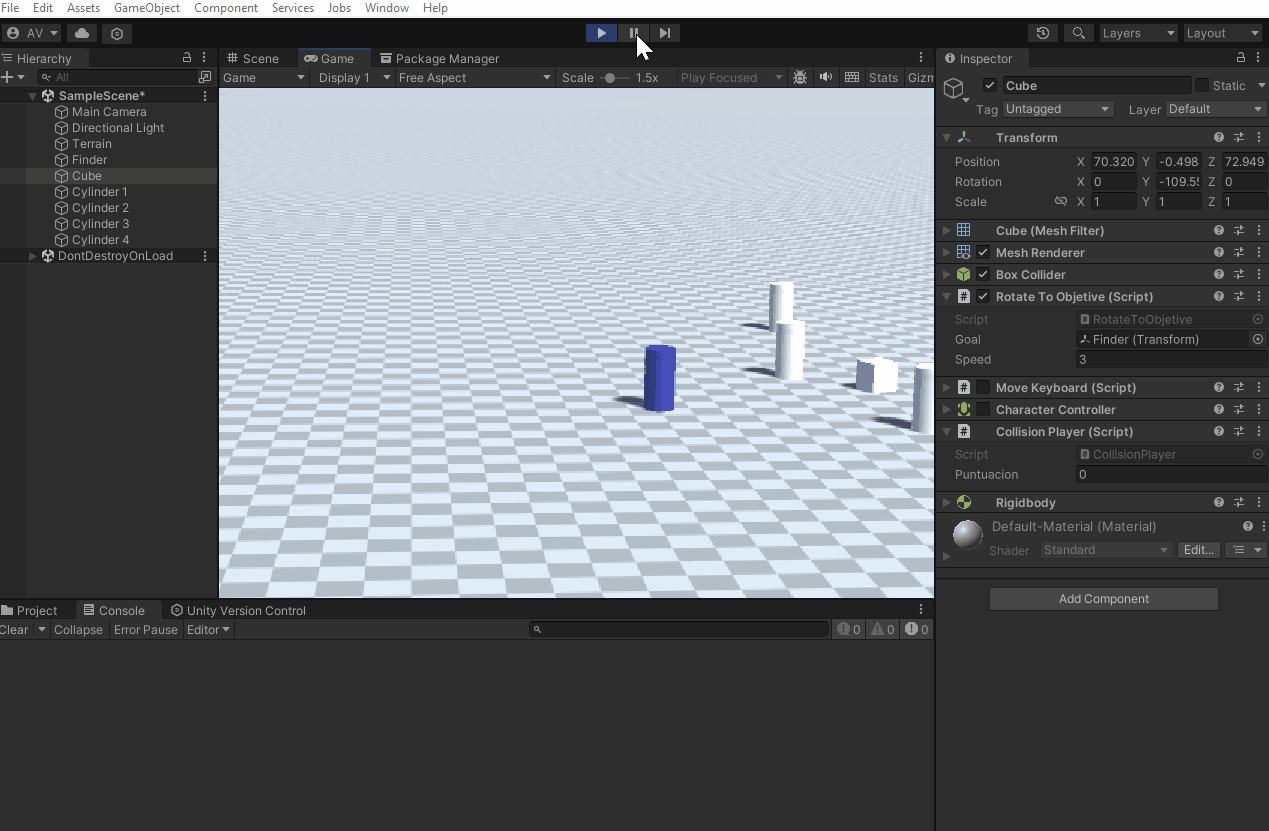 File Edit Assets GameObject Component Services Jobs Window Help
AV Layers Layout
Hierarchy
All
SampleScene*
Main Camera
Directional Light
Terrain
Finder
Cube
Cylinder 1
Cylinder 2
Cylinder 3
Cylinder 4
DontDestroyOnLoad
Scene Game Package Manager
Game Display 1 Free Aspect Scale 1.5x Play Focused Stats Gizm
Inspector
Cube Static
Tag Untagged Layer Default
Transform
Position X 70.320 Y -0.498 Z 72.949
Rotation X 0 Y -109.5 Z 0
Scale X 1 Y 1 Z 1
Cube (Mesh Filter)
Mesh Renderer
Box Collider
# Rotate To Objetive (Script)
Script # RotateToObjetive
Goal Finder (Transform)
Speed 3
# Move Keyboard (Script)
Character Controller
# Collision Player (Script)
Script # CollisionPlayer
Puntuacion 0
Rigidbody
Default-Material (Material)
Shader Standard Edit...
Add Component
Project Console Unity Version Control
Clear Collapse Error Pause Editor 0 0 0